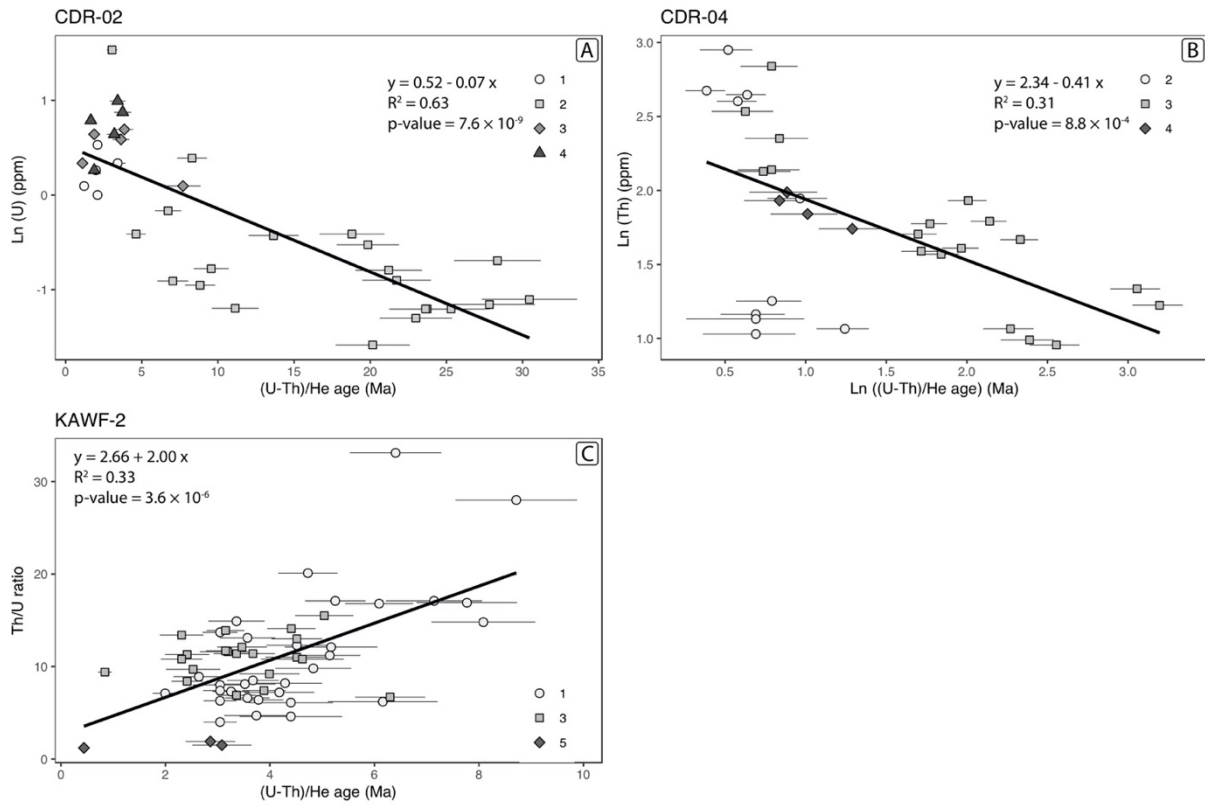 CDR-02
A
y = 0.52 - 0.07 x
R² = 0.63
p-value = 7.6 × 10⁻⁹
1
2
3
4
Ln (U) (ppm)
1
0
-1
0
5
10
15
20
25
30
35
(U-Th)/He age (Ma)
CDR-04
B
y = 2.34 - 0.41 x
R² = 0.31
p-value = 8.8 × 10⁻⁴
2
3
4
Ln (Th) (ppm)
3.0
2.5
2.0
1.5
1.0
0.5
1.0
1.5
2.0
2.5
3.0
Ln ((U-Th)/He age) (Ma)
KAWF-2
C
y = 2.66 + 2.00 x
R² = 0.33
p-value = 3.6 × 10⁻⁶
1
3
5
Th/U ratio
30
20
10
0
0
2
4
6
8
10
(U-Th)/He age (Ma)